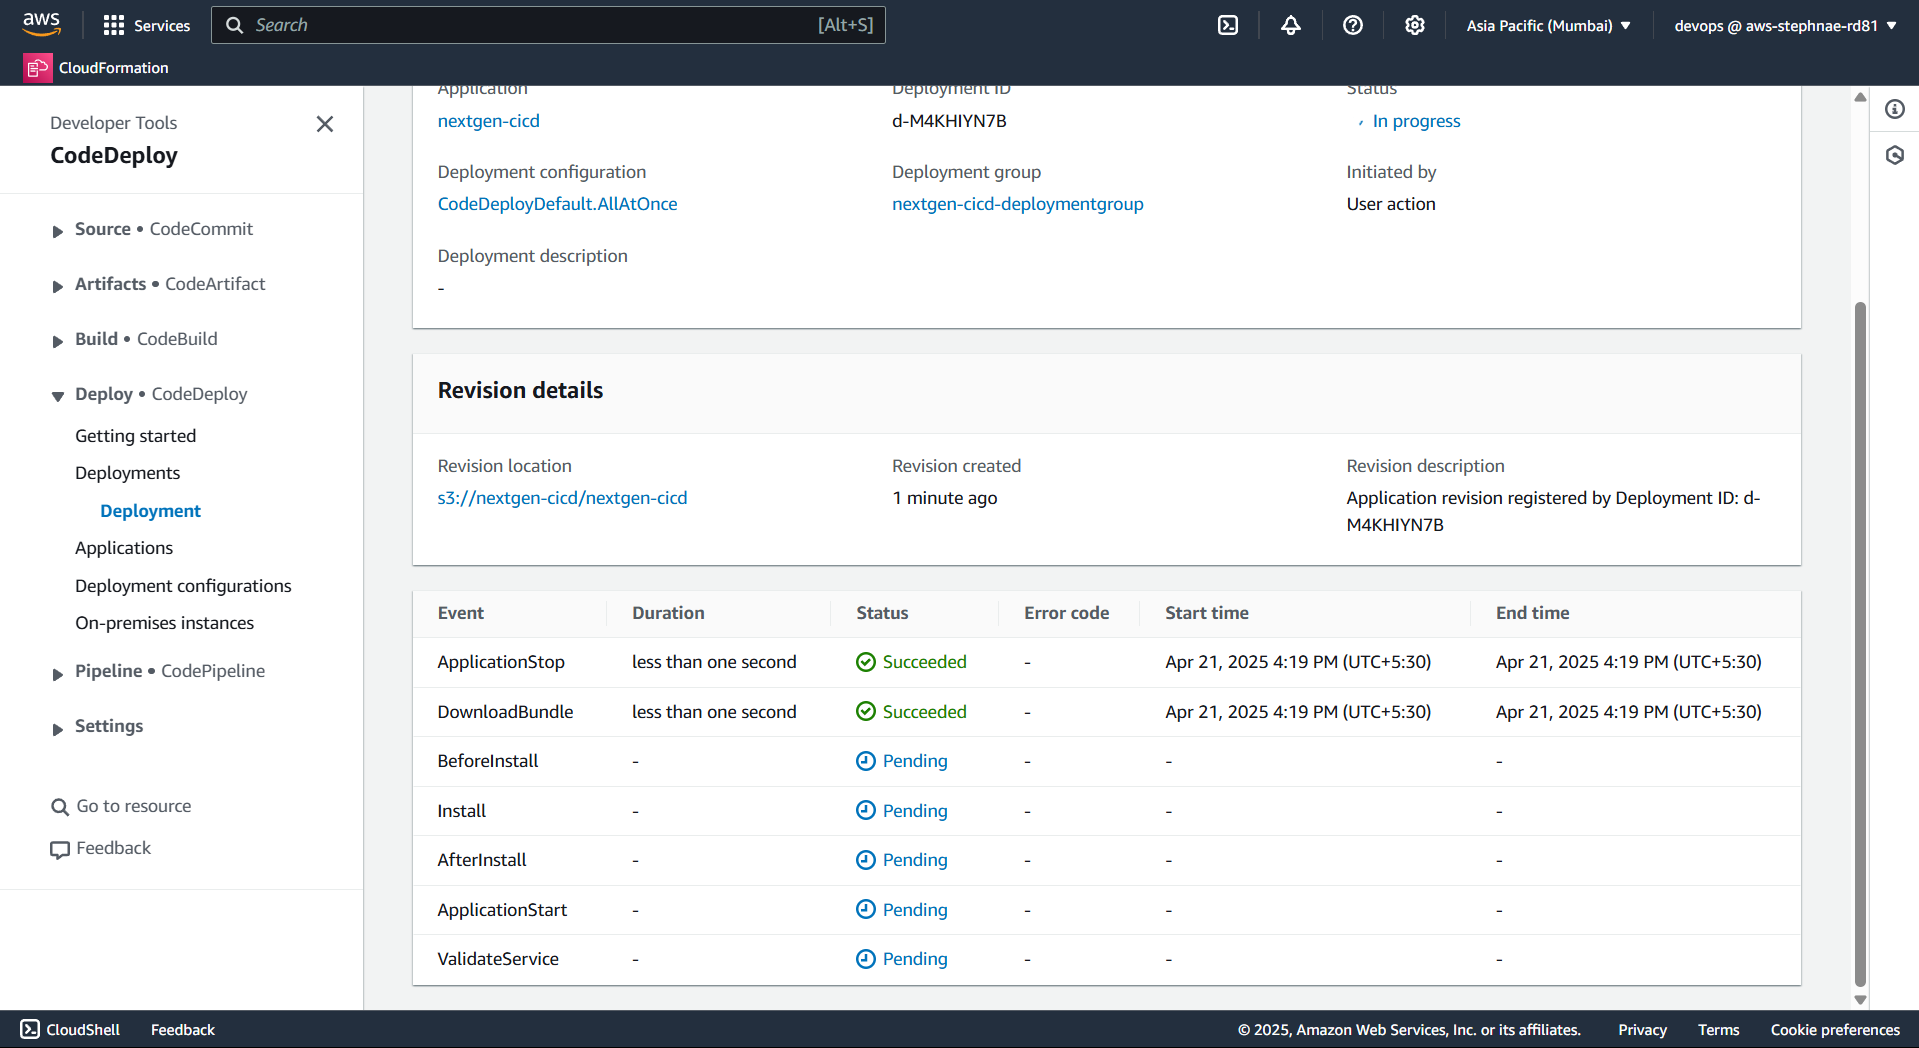 aws
Services
Search
[Alt+S]
Asia Pacific (Mumbai)
devops @ aws-stephnae-rd81
CloudFormation
Developer Tools
CodeDeploy
Source • CodeCommit
Artifacts • CodeArtifact
Build • CodeBuild
Deploy • CodeDeploy
Getting started
Deployments
Deployment
Applications
Deployment configurations
On-premises instances
Pipeline • CodePipeline
Settings
Go to resource
Feedback
Application
Deployment ID
Status
nextgen-cicd
d-M4KHIYN7B
In progress
Deployment configuration
Deployment group
Initiated by
CodeDeployDefault.AllAtOnce
nextgen-cicd-deploymentgroup
User action
Deployment description
-
Revision details
Revision location
Revision created
Revision description
s3://nextgen-cicd/nextgen-cicd
1 minute ago
Application revision registered by Deployment ID: d-
M4KHIYN7B
Event Duration Status Error code Start time End time
ApplicationStop less than one second Succeeded - Apr 21, 2025 4:19 PM (UTC+5:30) Apr 21, 2025 4:19 PM (UTC+5:30)
DownloadBundle less than one second Succeeded - Apr 21, 2025 4:19 PM (UTC+5:30) Apr 21, 2025 4:19 PM (UTC+5:30)
BeforeInstall - Pending - - -
Install - Pending - - -
AfterInstall - Pending - - -
ApplicationStart - Pending - - -
ValidateService - Pending - - -
CloudShell
Feedback
© 2025, Amazon Web Services, Inc. or its affiliates.
Privacy
Terms
Cookie preferences